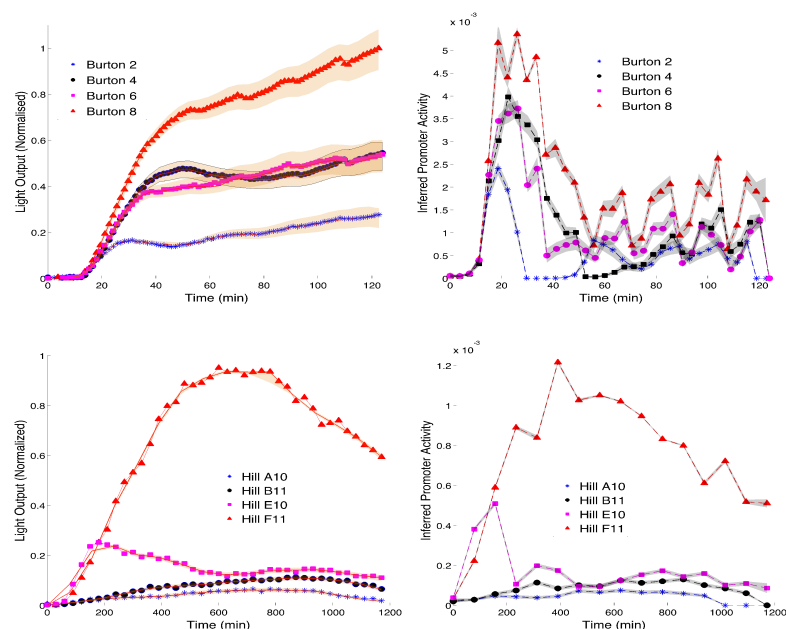 1
0.8
0.6
0.4
0.2
0
0 20 40 60 80 100 120
Light Output (Normalised)
Time (min)
Burton 2
Burton 4
Burton 6
Burton 8
x 10⁻³
5
4.5
4
3.5
3
2.5
2
1.5
1
0.5
0
0 20 40 60 80 100 120
Inferred Promoter Activity
Time (min)
Burton 2
Burton 4
Burton 6
Burton 8
1
0.8
0.6
0.4
0.2
0
0 200 400 600 800 1000 1200
Light Output (Normalized)
Time (min)
Hill A10
Hill B11
Hill E10
Hill F11
x 10⁻³
1.2
1
0.8
0.6
0.4
0.2
0
0 200 400 600 800 1000
Inferred Promoter Activity
Time (min)
Hill A10
Hill B11
Hill E10
Hill F11